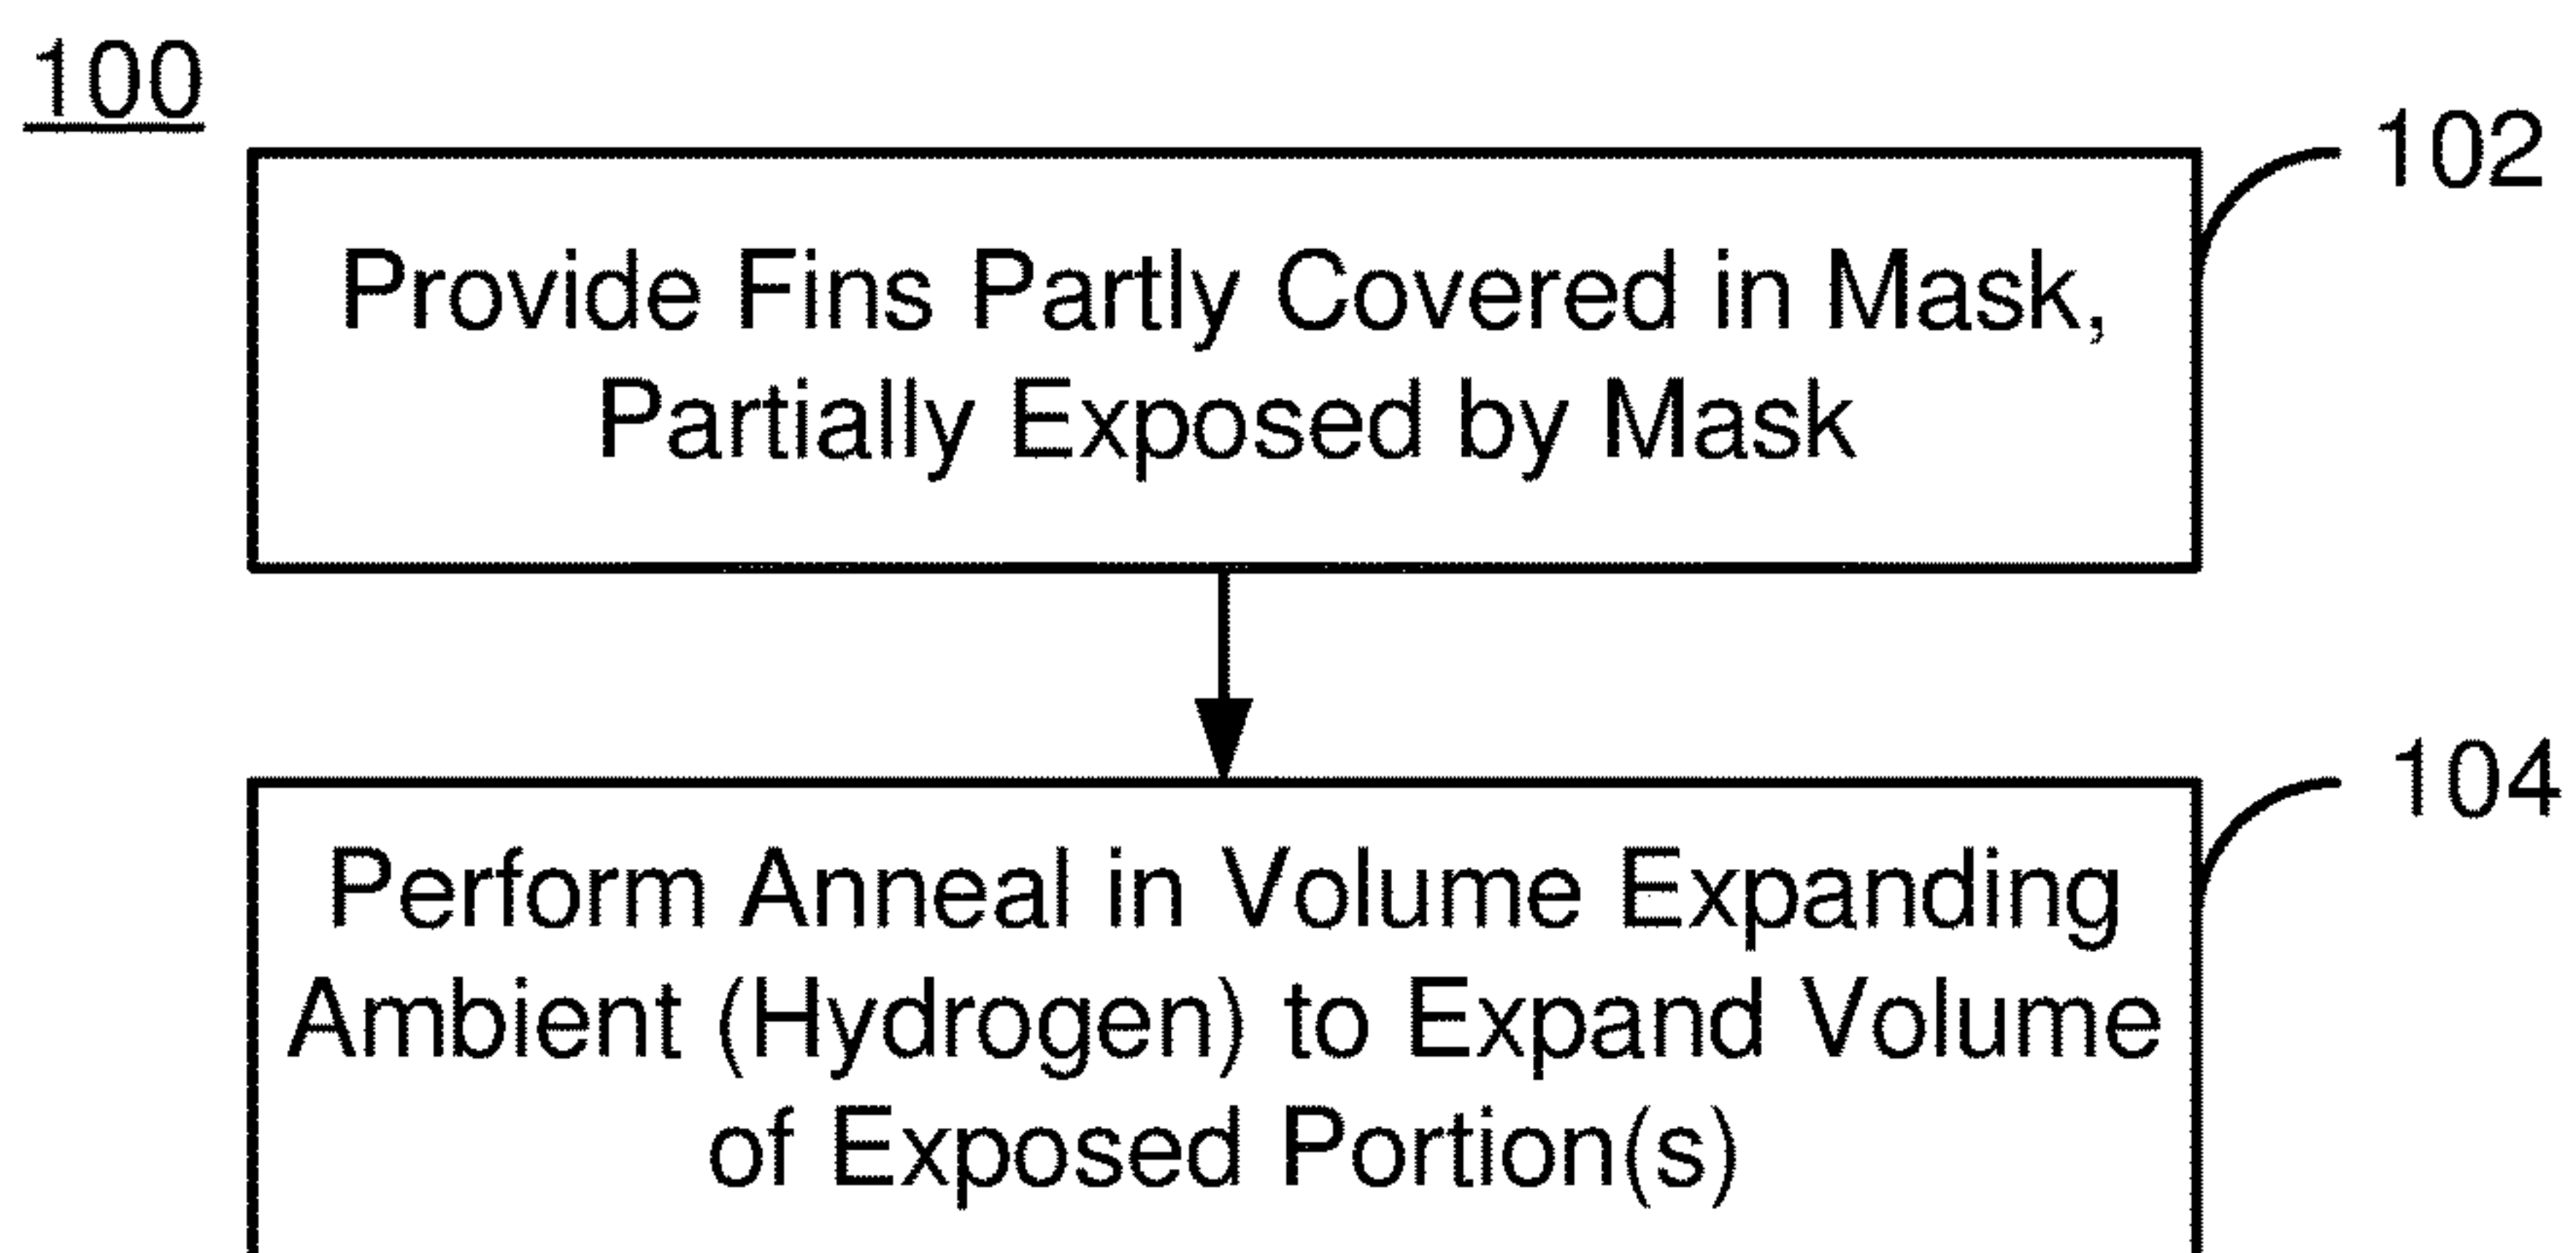 100
102
Provide Fins Partly Covered in Mask,
Partially Exposed by Mask
104
Perform Anneal in Volume Expanding
Ambient (Hydrogen) to Expand Volume
of Exposed Portion(s)